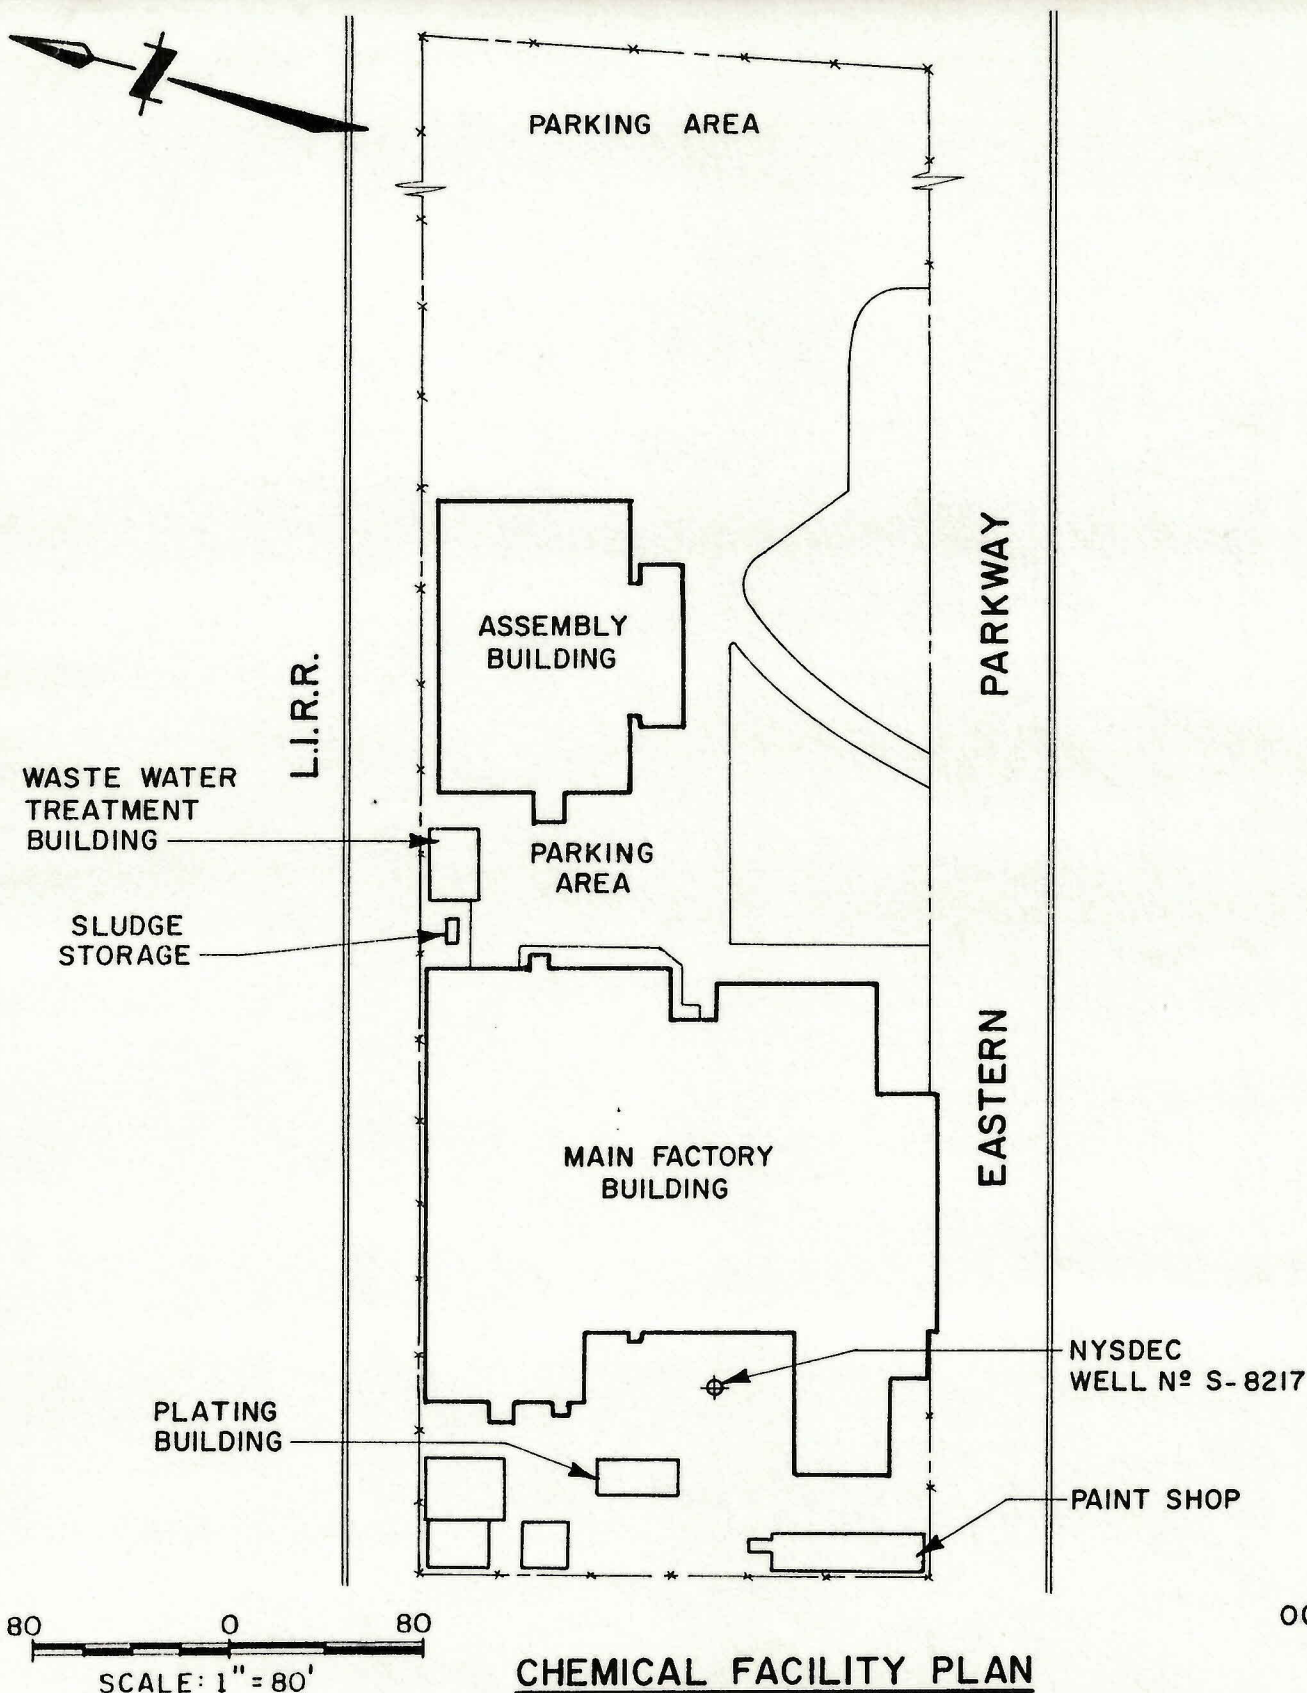 PARKING AREA
ASSEMBLY
BUILDING
L.I.R.R.
PARKWAY
EASTERN
WASTE WATER
TREATMENT
BUILDING
PARKING
AREA
SLUDGE
STORAGE
MAIN FACTORY
BUILDING
NYSDEC
WELL Nº S-8217
PLATING
BUILDING
PAINT SHOP
80 0 80
SCALE: 1" = 80'
CHEMICAL FACILITY PLAN